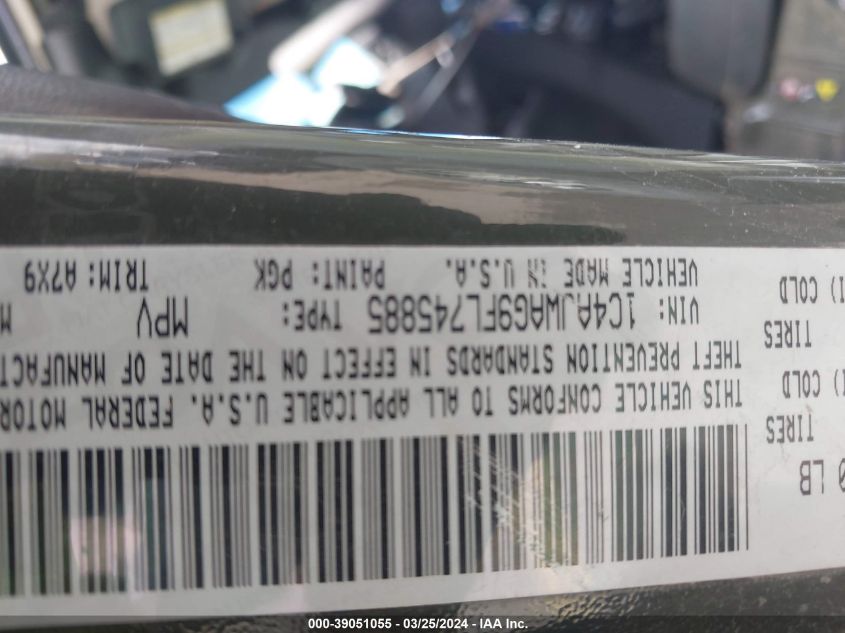 0 LB
TIRES
I) COLD
TIRES
I) COLD
THIS VEHICLE CONFORMS TO ALL APPLICABLE U.S.A. FEDERAL MOTOR
THEFT PREVENTION STANDARDS IN EFFECT ON THE DATE OF MANUFACT
VIN: 1C4AJWAG9FL745885 TYPE: MPV M
VEHICLE MADE IN U.S.A. PAINT: PGK TRIM: A7X9
000-39051055 - 03/25/2024 - IAA Inc.